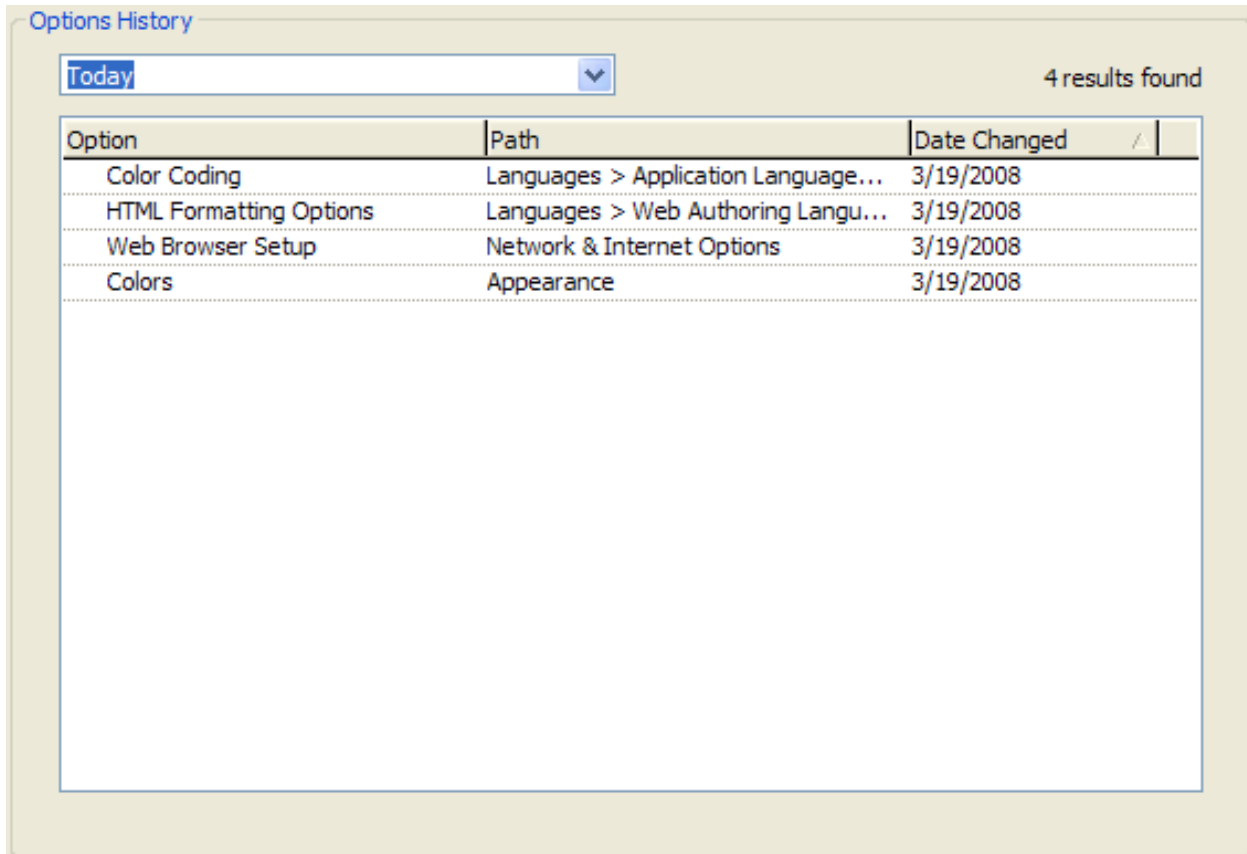 Options History
Today
4 results found
Option Path Date Changed
Color Coding Languages > Application Language... 3/19/2008
HTML Formatting Options Languages > Web Authoring Langu... 3/19/2008
Web Browser Setup Network & Internet Options 3/19/2008
Colors Appearance 3/19/2008